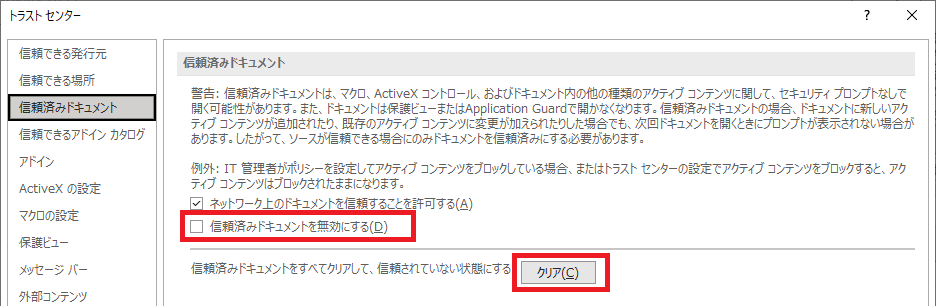 トラスト センター
? ×
信頼できる発行元
信頼できる場所
信頼済みドキュメント
信頼できるアドイン カタログ
アドイン
ActiveX の設定
マクロの設定
保護ビュー
メッセージ バー
外部コンテンツ
信頼済みドキュメント
警告: 信頼済みドキュメントは、マクロ、ActiveX コントロール、およびドキュメント内の他の種類のアクティブ コンテンツに関して、セキュリティ プロンプトなしで
開く可能性があります。また、ドキュメントは保護ビューまたはApplication Guardで開かなくなります。信頼済みドキュメントの場合、ドキュメントに新しいアク
ティブ コンテンツが追加されたり、既存のアクティブ コンテンツに変更が加えられたりした場合でも、次回ドキュメントを開くときにプロンプトが表示されない場合が
あります。したがって、ソースが信頼できる場合にのみドキュメントを信頼済みにする必要があります。
例外: IT 管理者がポリシーを設定してアクティブ コンテンツをブロックしている場合、またはトラスト センターの設定でアクティブ コンテンツをブロックすると、アク
ティブ コンテンツはブロックされたままになります。
ネットワーク上のドキュメントを信頼することを許可する(A)
信頼済みドキュメントを無効にする(D)
信頼済みドキュメントをすべてクリアして、信頼されていない状態にする
クリア(C)